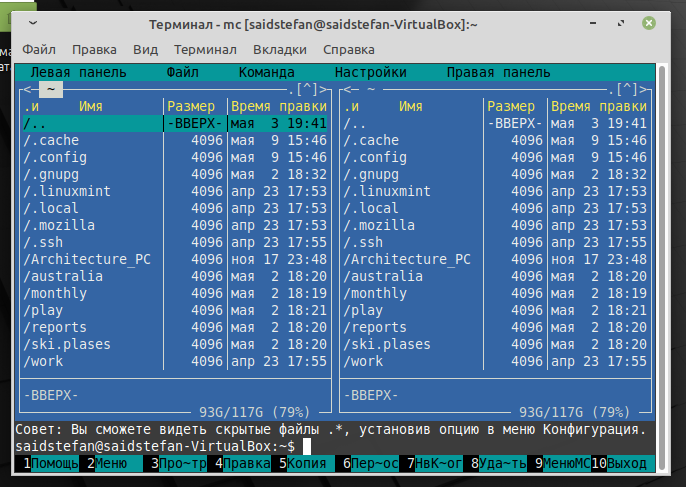 Терминал - mc [saidstefan@saidstefan-VirtualBox]:~
Файл Правка Вид Терминал Вкладки Справка
Левая панель Файл Команда Настройки Правая панель
<─ ~ .[^]> <─ ~ .[^]>
.и Имя Размер Время правки .и Имя Размер Время правки
/.. -ВВЕРХ- мая 3 19:41 /.. -ВВЕРХ- мая 3 19:41
/.cache 4096 мая 9 15:46 /.cache 4096 мая 9 15:46
/.config 4096 мая 9 15:46 /.config 4096 мая 9 15:46
/.gnupg 4096 мая 2 18:32 /.gnupg 4096 мая 2 18:32
/.linuxmint 4096 апр 23 17:53 /.linuxmint 4096 апр 23 17:53
/.local 4096 апр 23 17:53 /.local 4096 апр 23 17:53
/.mozilla 4096 апр 23 17:53 /.mozilla 4096 апр 23 17:53
/.ssh 4096 апр 23 17:55 /.ssh 4096 апр 23 17:55
/Architecture_PC 4096 ноя 17 23:48 /Architecture_PC 4096 ноя 17 23:48
/australia 4096 мая 2 18:20 /australia 4096 мая 2 18:20
/monthly 4096 мая 2 18:19 /monthly 4096 мая 2 18:19
/play 4096 мая 2 18:21 /play 4096 мая 2 18:21
/reports 4096 мая 2 18:20 /reports 4096 мая 2 18:20
/ski.plases 4096 мая 2 18:20 /ski.plases 4096 мая 2 18:20
/work 4096 апр 23 17:55 /work 4096 апр 23 17:55
-ВВЕРХ- -ВВЕРХ-
93G/117G (79%) 93G/117G (79%)
Совет: Вы сможете видеть скрытые файлы .*, установив опцию в меню Конфигурация.
saidstefan@saidstefan-VirtualBox:~$
1Помощь 2Меню 3Про~тр 4Правка 5Копия 6Пер~ос 7НвК~ог 8Уда~ть 9МенюMC 10Выход